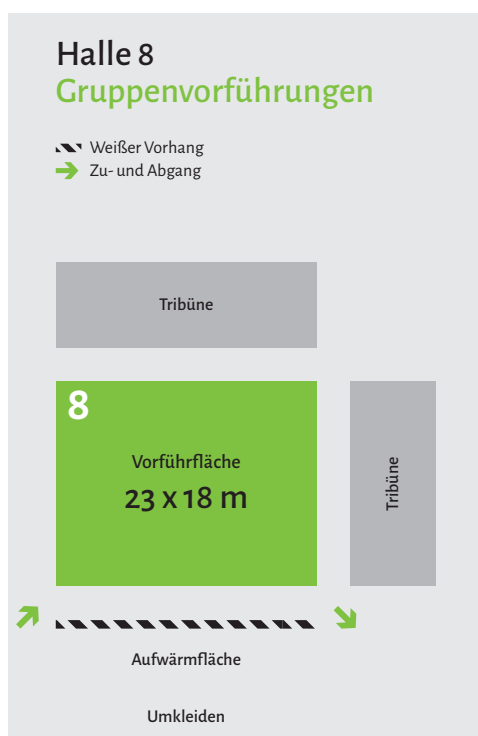 Halle 8
Gruppenvorführungen
Weißer Vorhang
Zu- und Abgang
Tribüne
8
Vorführfläche
23 x 18 m
Tribüne
Aufwärmfläche
Umkleiden